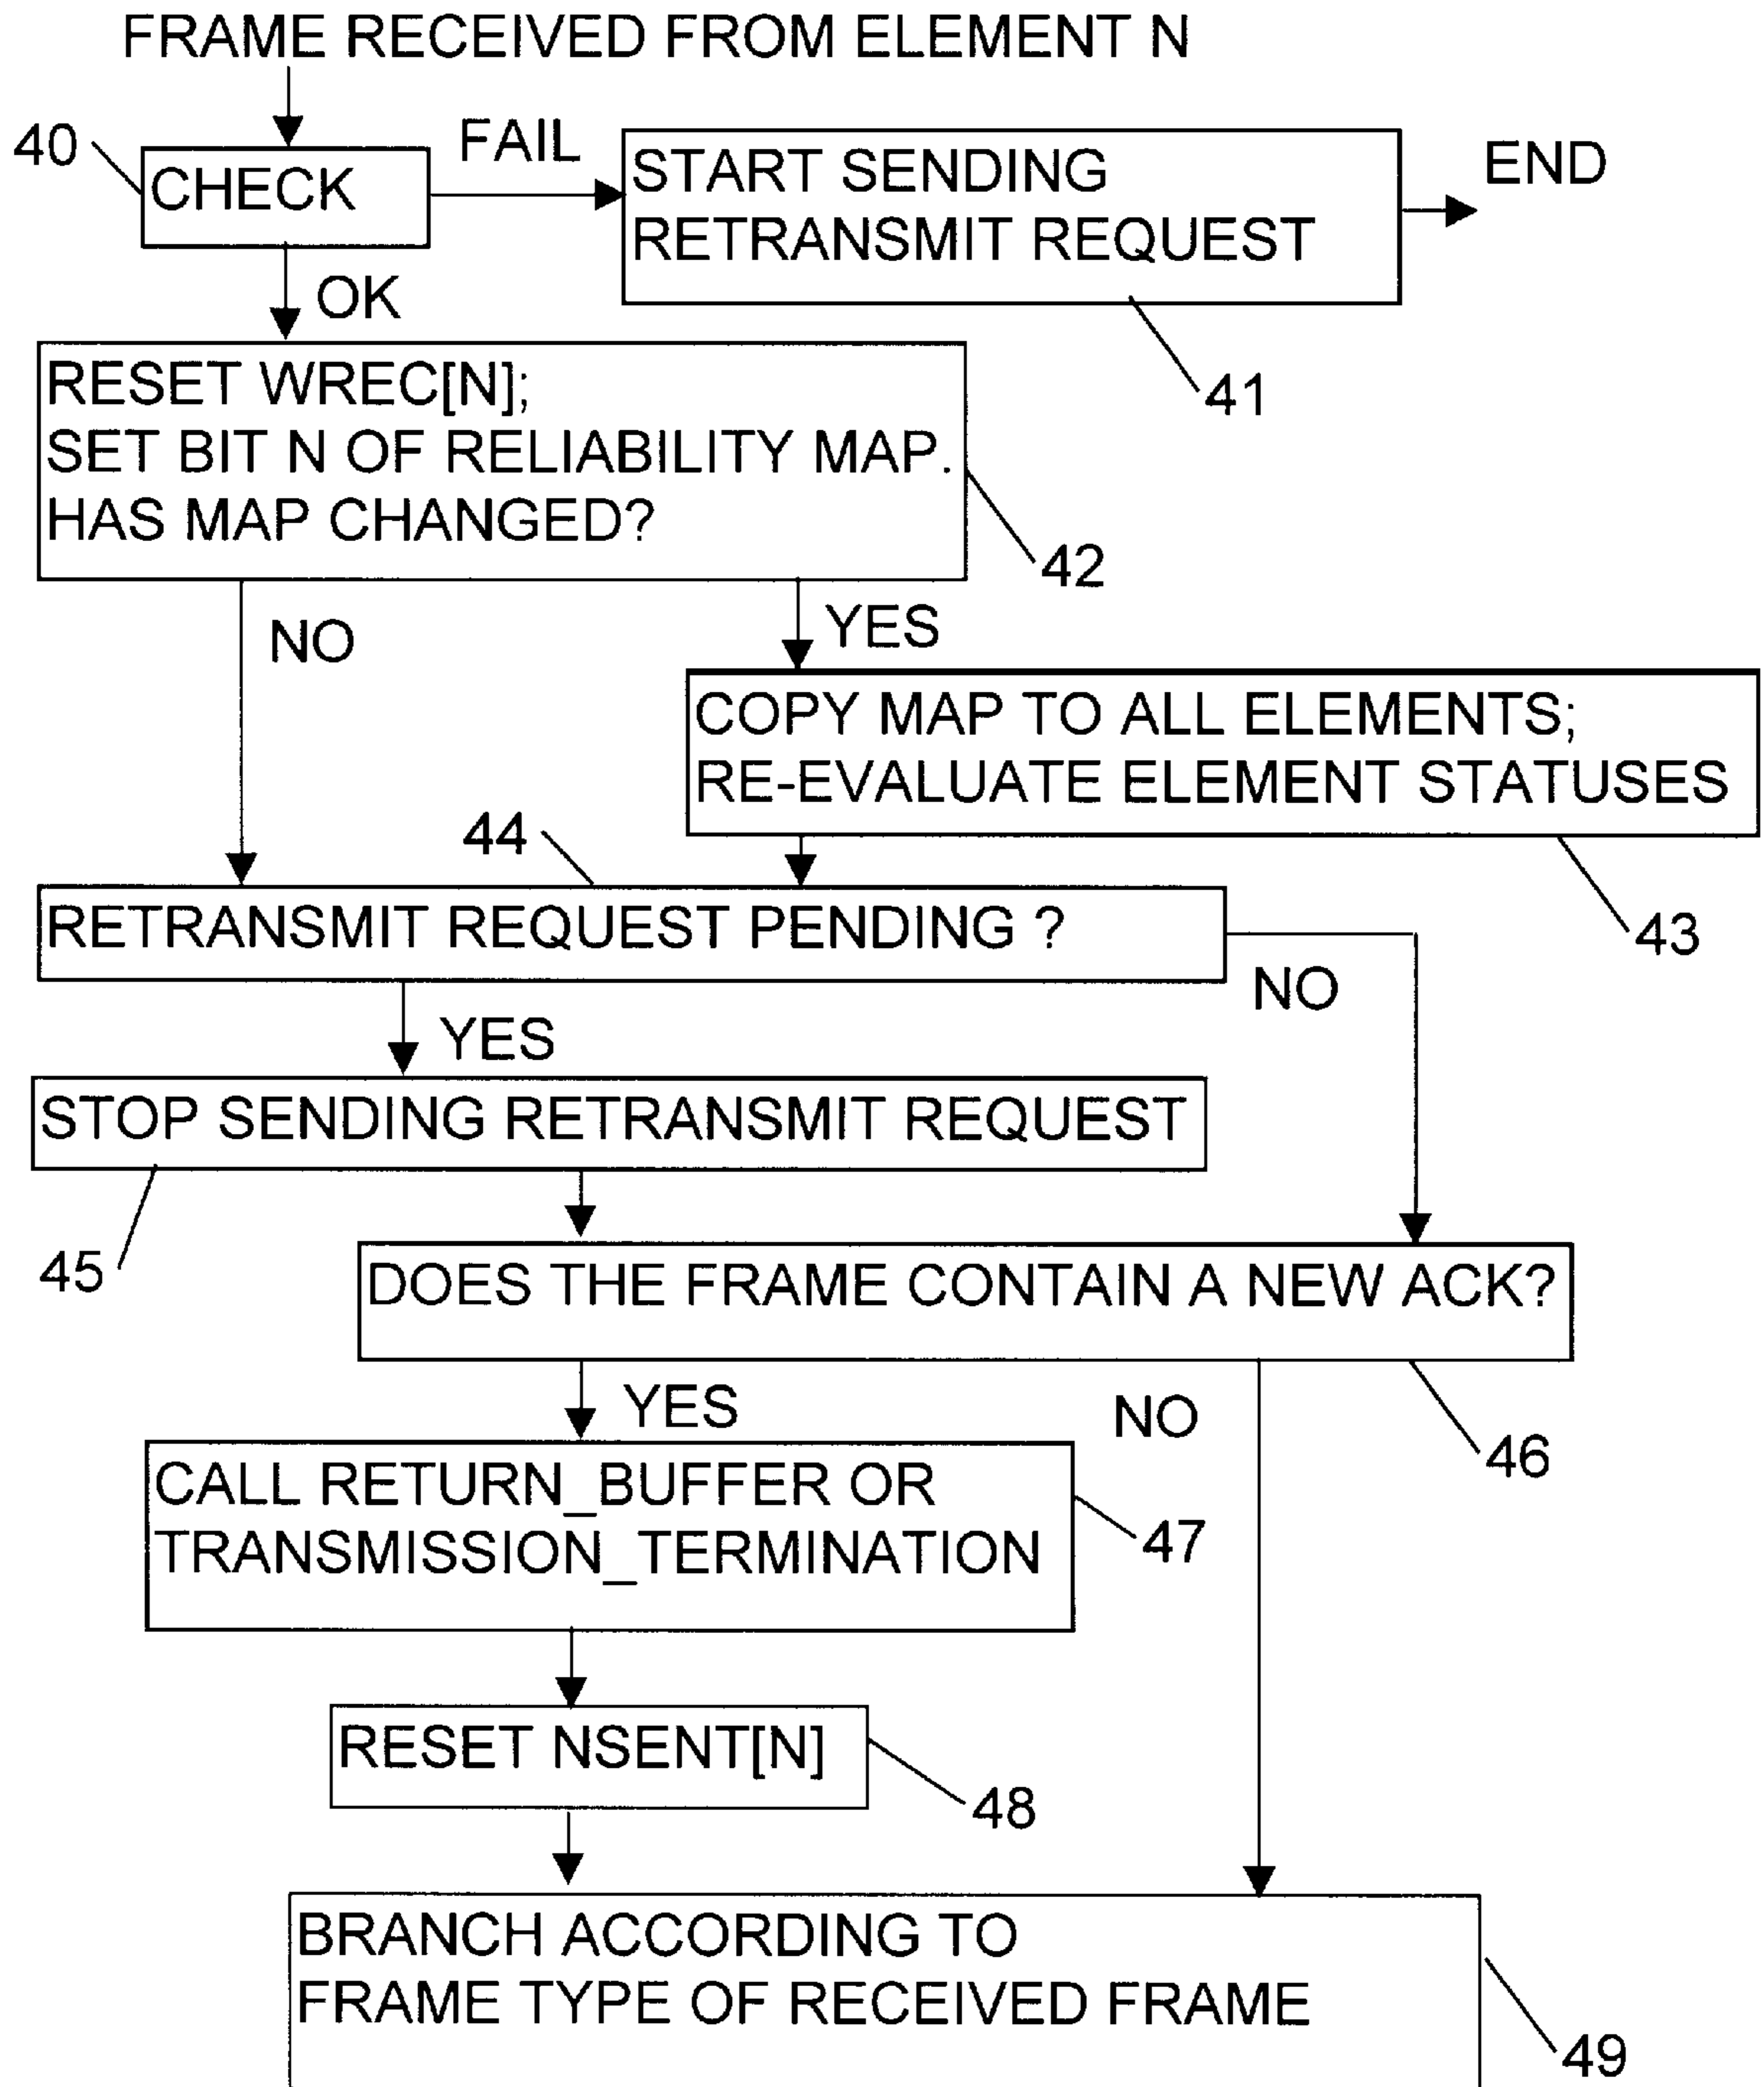 FRAME RECEIVED FROM ELEMENT N
40
CHECK
FAIL
START SENDING
RETRANSMIT REQUEST
END
41
OK
RESET WREC[N];
SET BIT N OF RELIABILITY MAP.
HAS MAP CHANGED?
42
NO
YES
COPY MAP TO ALL ELEMENTS;
RE-EVALUATE ELEMENT STATUSES
43
44
RETRANSMIT REQUEST PENDING ?
NO
YES
STOP SENDING RETRANSMIT REQUEST
45
DOES THE FRAME CONTAIN A NEW ACK?
46
YES
NO
CALL RETURN_BUFFER OR
TRANSMISSION_TERMINATION
47
RESET NSENT[N]
48
BRANCH ACCORDING TO
FRAME TYPE OF RECEIVED FRAME
49